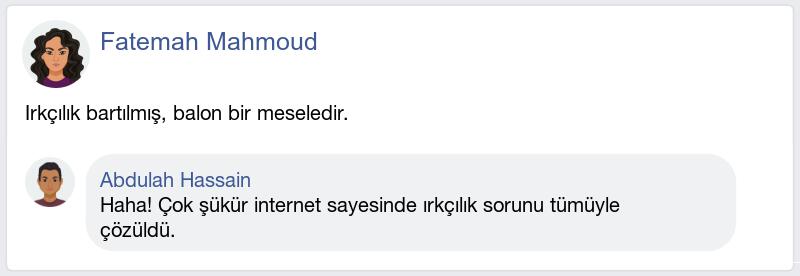 Fatemah Mahmoud
Irkçılık bartılmış, balon bir meseledir.
Abdulah Hassain
Haha! Çok şükür internet sayesinde ırkçılık sorunu tümüyle
çözüldü.